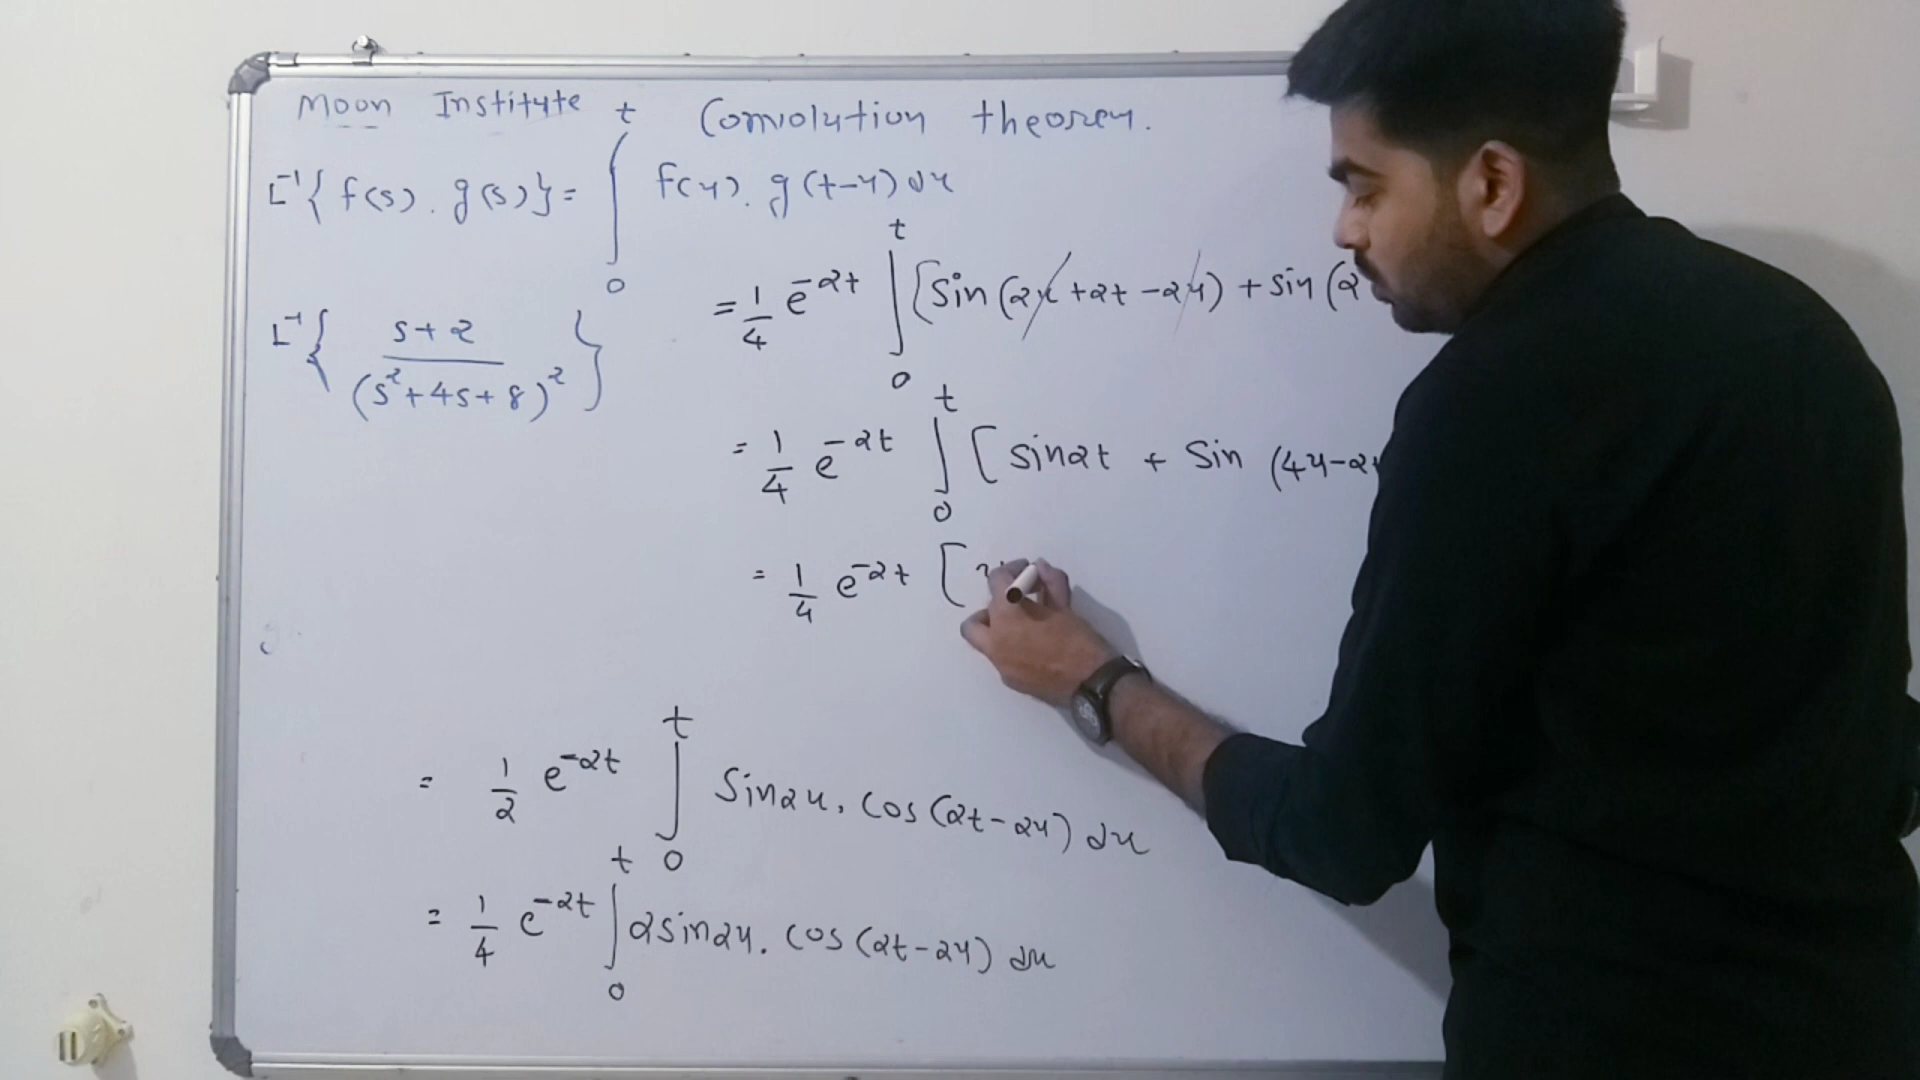 Moon Institute
Convolution theorem.
L⁻¹{ f(s) . g(s)} = ∫₀ᵗ f(u). g(t-u) du
L⁻¹{ s+2 / (s²+4s+8)² }
= 1/4 e⁻²ᵗ ∫₀ᵗ [sin(2u+2t-2u) + sin (2
= 1/4 e⁻²ᵗ ∫₀ᵗ [ sin2t + sin (4u-2t
= 1/4 e⁻²ᵗ [
= 1/2 e⁻²ᵗ ∫₀ᵗ Sin2u. cos(2t-2u) du
= 1/4 e⁻²ᵗ ∫₀ᵗ 2sin2u. cos(2t-2u) du